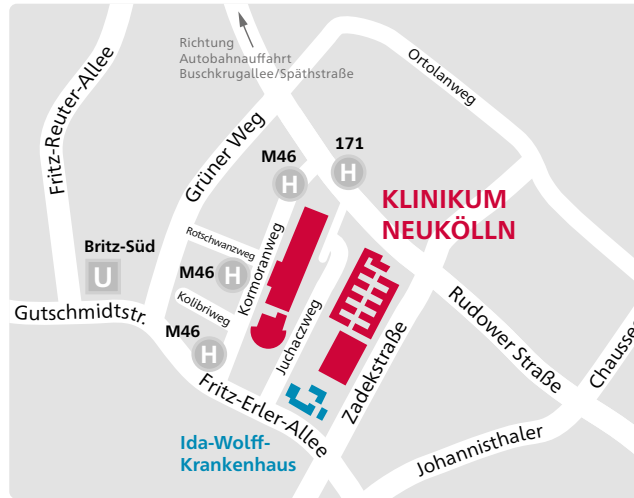 Richtung
Autobahnauffahrt
Buschkrugallee/Späthstraße
Fritz-Reuter-Allee
Ortolanweg
Grüner Weg
171
H
M46
H
KLINIKUM
NEUKÖLLN
Rotschwanzweg
Britz-Süd
U
M46
H
Kormoranweg
Kolibriweg
Gutschmidtstr.
M46
H
Juchaczweg
Rudower Straße
Chaussee
Zadekstraße
Fritz-Erler-Allee
Ida-Wolff-
Krankenhaus
Johannisthaler